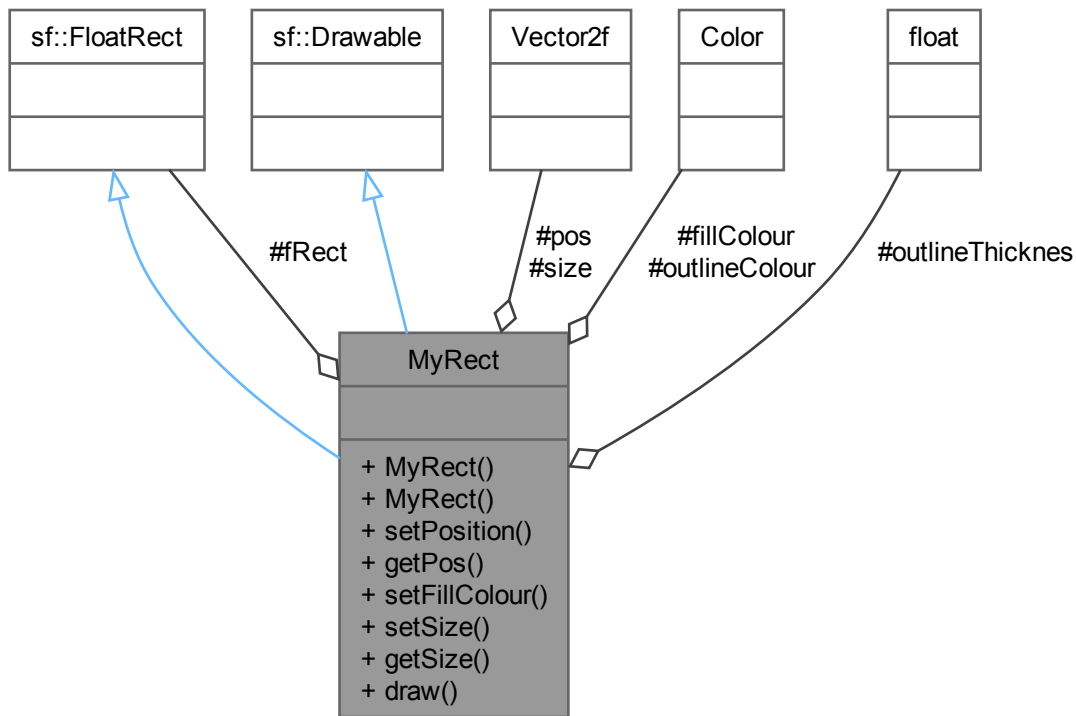 sf::FloatRect
sf::Drawable
Vector2f
Color
float
#fRect
#pos
#size
#fillColour
#outlineColour
#outlineThicknes
MyRect
+ MyRect()
+ MyRect()
+ setPosition()
+ getPos()
+ setFillColour()
+ setSize()
+ getSize()
+ draw()